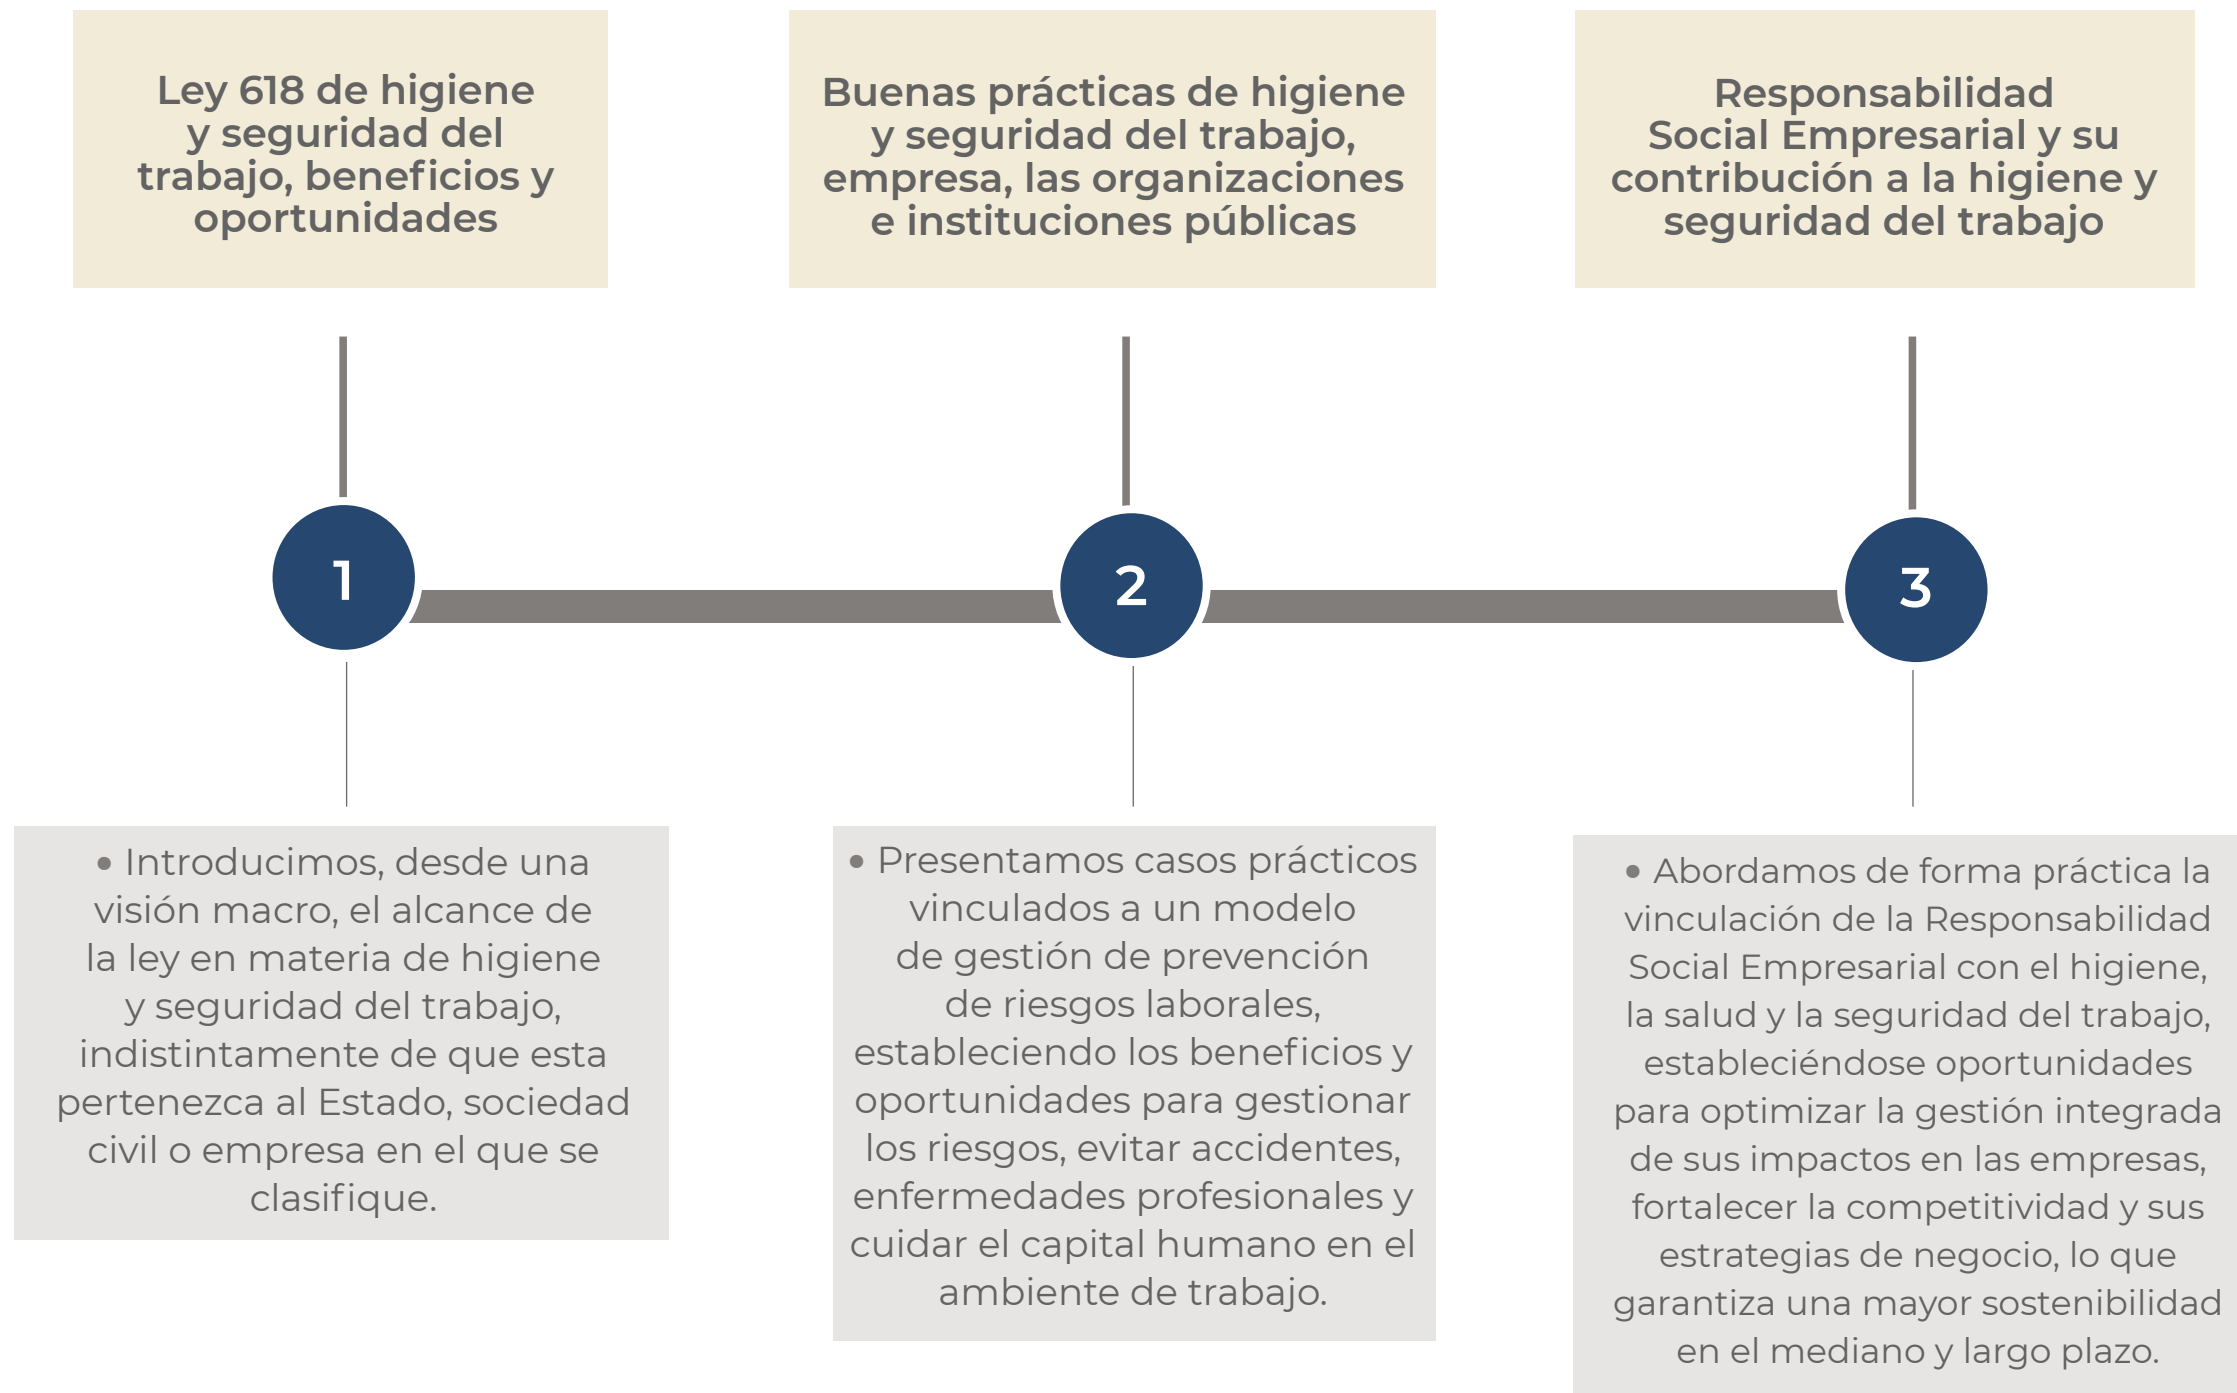 Ley 618 de higiene
y seguridad del
trabajo, beneficios y
oportunidades
Buenas prácticas de higiene
y seguridad del trabajo,
empresa, las organizaciones
e instituciones públicas
Responsabilidad
Social Empresarial y su
contribución a la higiene y
seguridad del trabajo
1
2
3
• Introducimos, desde una
visión macro, el alcance de
la ley en materia de higiene
y seguridad del trabajo,
indistintamente de que esta
pertenezca al Estado, sociedad
civil o empresa en el que se
clasifique.
• Presentamos casos prácticos
vinculados a un modelo
de gestión de prevención
de riesgos laborales,
estableciendo los beneficios y
oportunidades para gestionar
los riesgos, evitar accidentes,
enfermedades profesionales y
cuidar el capital humano en el
ambiente de trabajo.
• Abordamos de forma práctica la
vinculación de la Responsabilidad
Social Empresarial con el higiene,
la salud y la seguridad del trabajo,
estableciéndose oportunidades
para optimizar la gestión integrada
de sus impactos en las empresas,
fortalecer la competitividad y sus
estrategias de negocio, lo que
garantiza una mayor sostenibilidad
en el mediano y largo plazo.